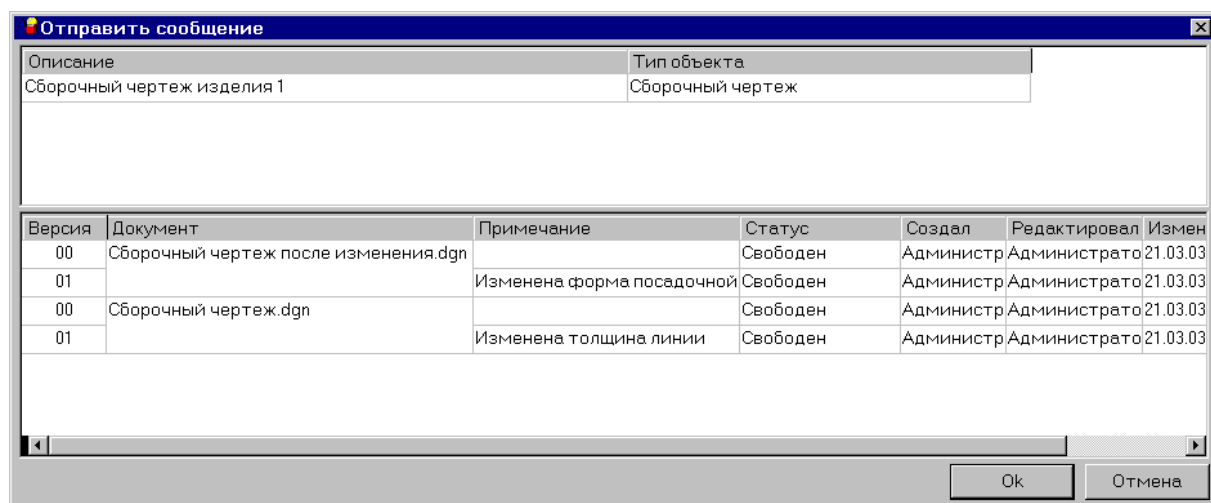 Отправить сообщение
Описание Тип объекта
Сборочный чертеж изделия 1 Сборочный чертеж
Версия Документ Примечание Статус Создал Редактировал Измен
00 Сборочный чертеж после изменения.dgn Свободен Администр Администрато 21.03.03
01 Изменена форма посадочной Свободен Администр Администрато 21.03.03
00 Сборочный чертеж.dgn Свободен Администр Администрато 21.03.03
01 Изменена толщина линии Свободен Администр Администрато 21.03.03
Ok Отмена